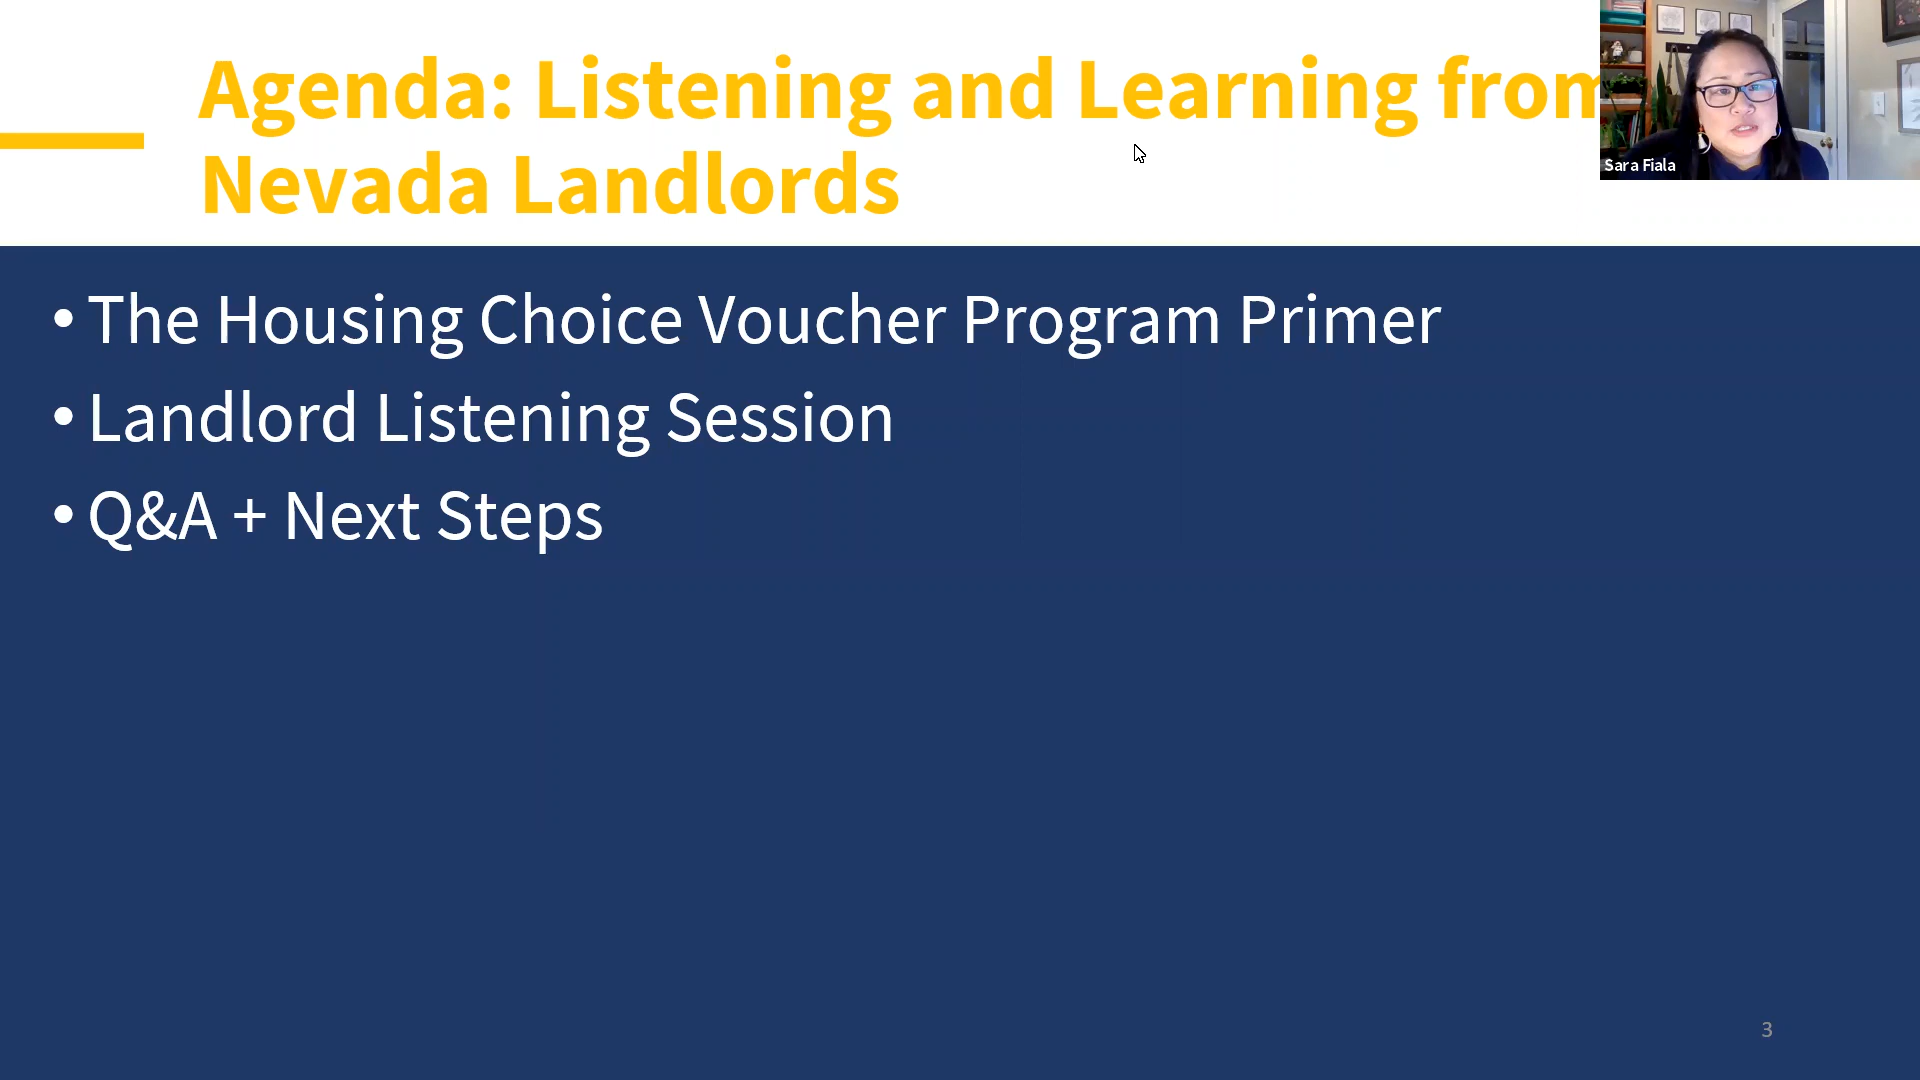 Agenda: Listening and Learning from
Nevada Landlords
Sara Fiala
• The Housing Choice Voucher Program Primer
• Landlord Listening Session
• Q&A + Next Steps
3